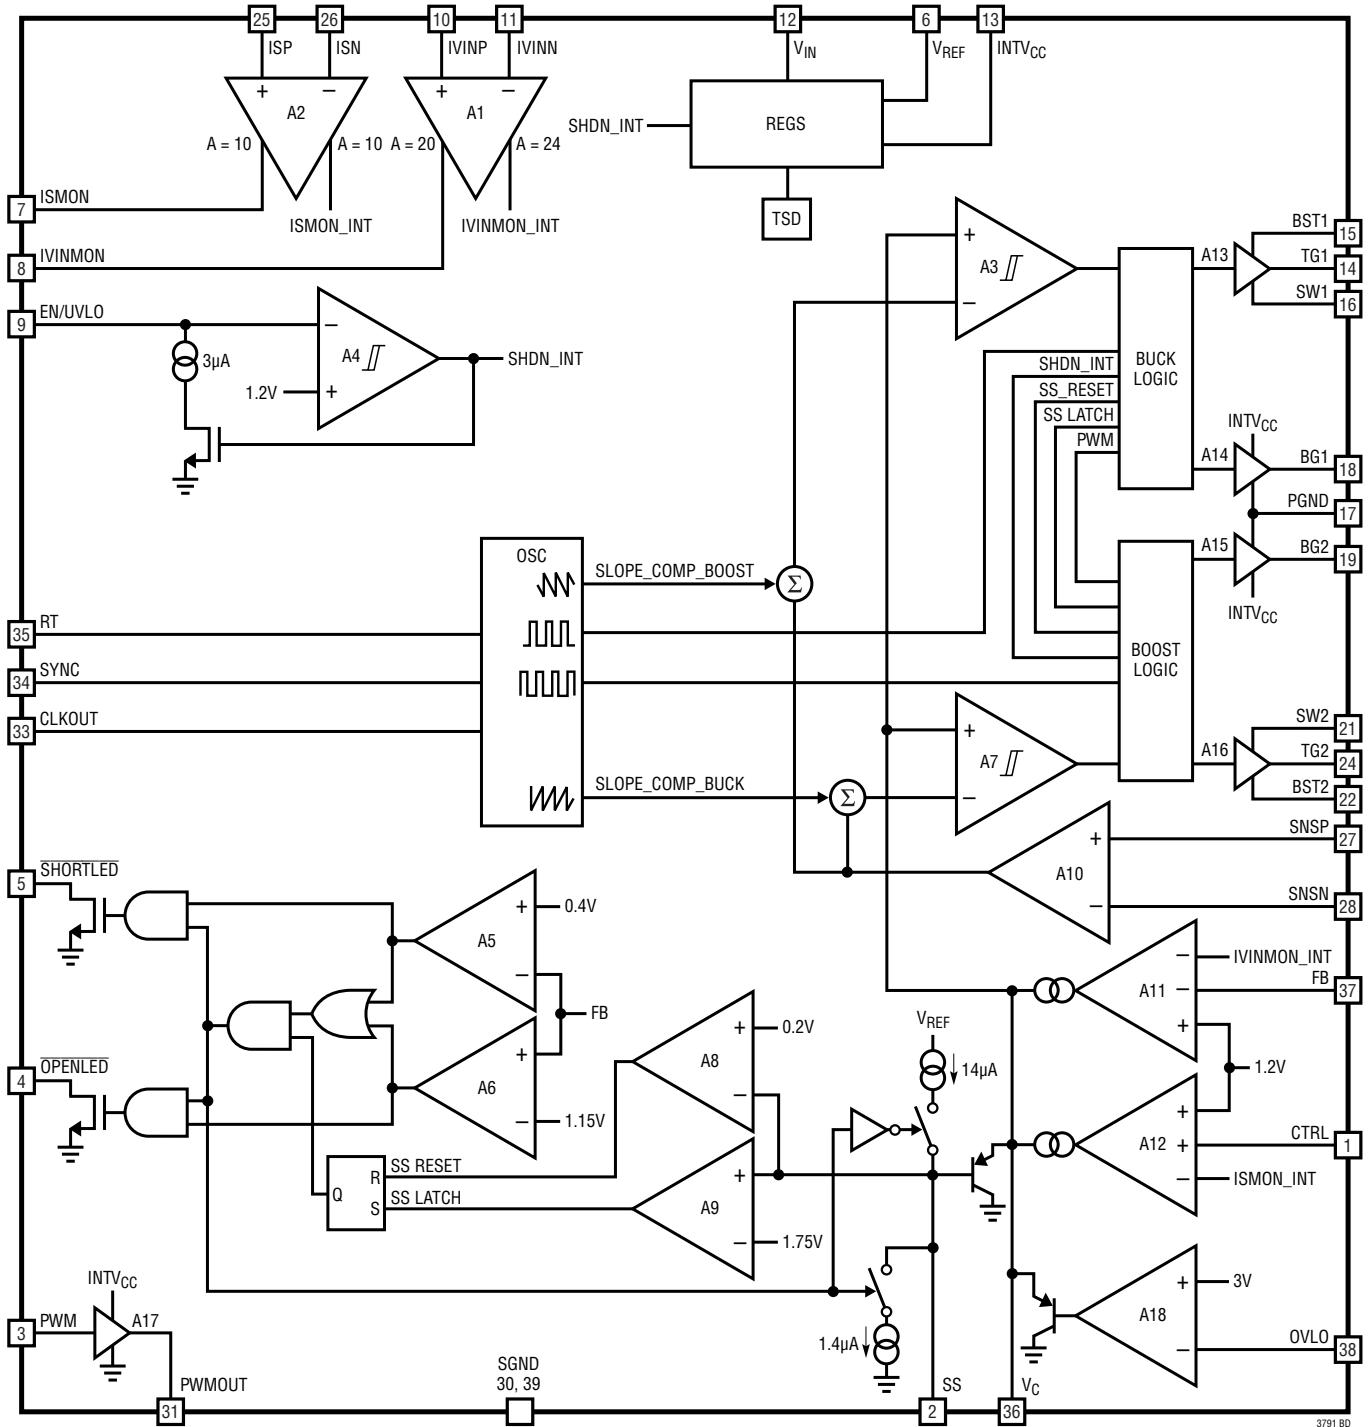 25 26 10 11 12 6 13
ISP ISN IVINP IVINN VIN VREF INTVCC
+ − + −
A2 A1
A = 10 A = 10 A = 20 A = 24
SHDN_INT REGS
TSD
7 ISMON
ISMON_INT IVINMON_INT
8 IVINMON
9 EN/UVLO
3µA
−
A4
+
1.2V
SHDN_INT
+
A3
−
BUCK
LOGIC
SHDN_INT
SS_RESET
SS LATCH
PWM
A13
BST1 15
TG1 14
SW1 16
INTVCC
A14
BG1 18
PGND 17
A15
BG2 19
INTVCC
BOOST
LOGIC
OSC
SLOPE_COMP_BOOST
Σ
35 RT
34 SYNC
33 CLKOUT
SLOPE_COMP_BUCK
Σ
+
A7
−
A16
SW2 21
TG2 24
BST2 22
SNSP 27
+
A10
−
SNSN 28
5 SHORTLED
+ 0.4V
A5
−
FB
+
A6
− 1.15V
4 OPENLED
+ 0.2V
A8
−
VREF
14µA
− IVINMON_INT
A11
− FB 37
+
1.2V
+
A12
+ CTRL 1
− ISMON_INT
Q
R SS RESET
S SS LATCH
+
A9
− 1.75V
1.4µA
+ 3V
A18
− OVLO 38
INTVCC
3 PWM A17
PWMOUT
31
SGND
30, 39
SS
2
VC
36
3791 BD